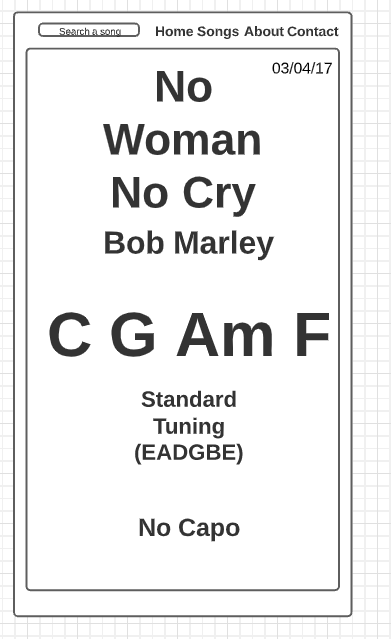 Search a song Home Songs About Contact
03/04/17
No
Woman
No Cry
Bob Marley
C G Am F
Standard
Tuning
(EADGBE)
No Capo